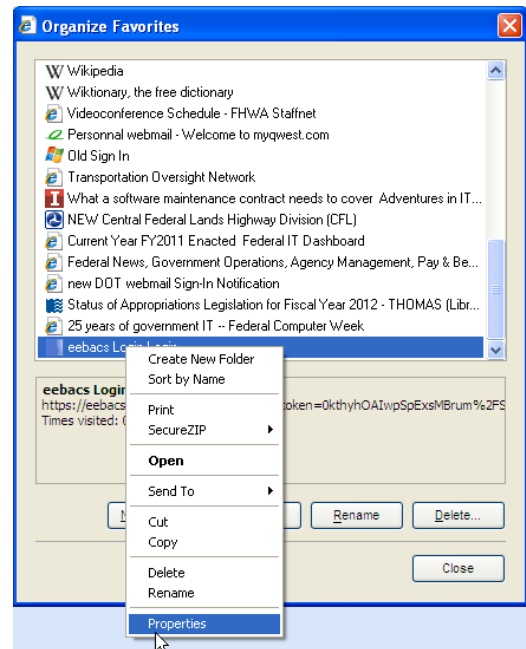 Organize Favorites
Wikipedia
Wiktionary, the free dictionary
Videoconference Schedule - FHWA Staffnet
Personnal webmail - Welcome to myqwest.com
Old Sign In
Transportation Oversight Network
What a software maintenance contract needs to cover Adventures in IT...
NEW Central Federal Lands Highway Division (CFL)
Current Year FY2011 Enacted Federal IT Dashboard
Federal News, Government Operations, Agency Management, Pay & Be...
new DOT webmail Sign-In Notification
Status of Appropriations Legislation for Fiscal Year 2012 - THOMAS (Libr...
25 years of government IT -- Federal Computer Week
eebacs Login Login
Create New Folder
Sort by Name
Print
SecureZIP
Open
Send To
Cut
Copy
Delete
Rename
Properties
eebacs Login
https://eebacs token=0kthyhOAIwpSpExsMBrum%2FS
Times visited:
Rename
Delete...
Close